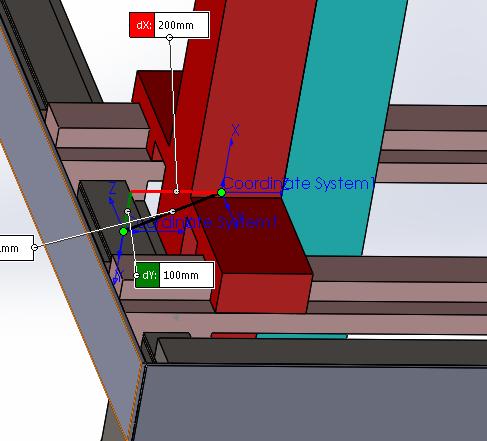 dX: 200mm
X
Coordinate System1
Z
mm
dY: 100mm